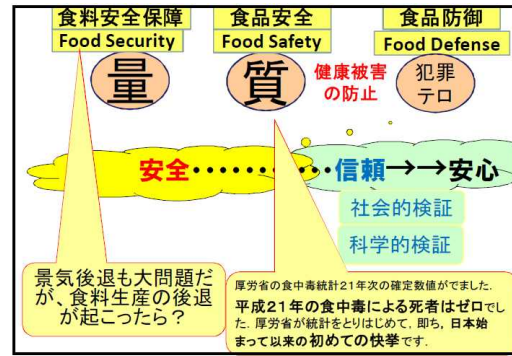 食料安全保障
Food Security
食品安全
Food Safety
食品防御
Food Defense
量
質
健康被害
の防止
犯罪
テロ
安全・・・・・・・・・・・信頼→→安心
社会的検証
科学的検証
景気後退も大問題だ
が、食料生産の後退
が起こったら？
厚労省の食中毒統計21年次の確定数値がでました.
平成21年の食中毒による死者はゼロでし
た. 厚労省が統計をとりはじめて, 即ち, 日本始
まって以来の初めての快挙です.